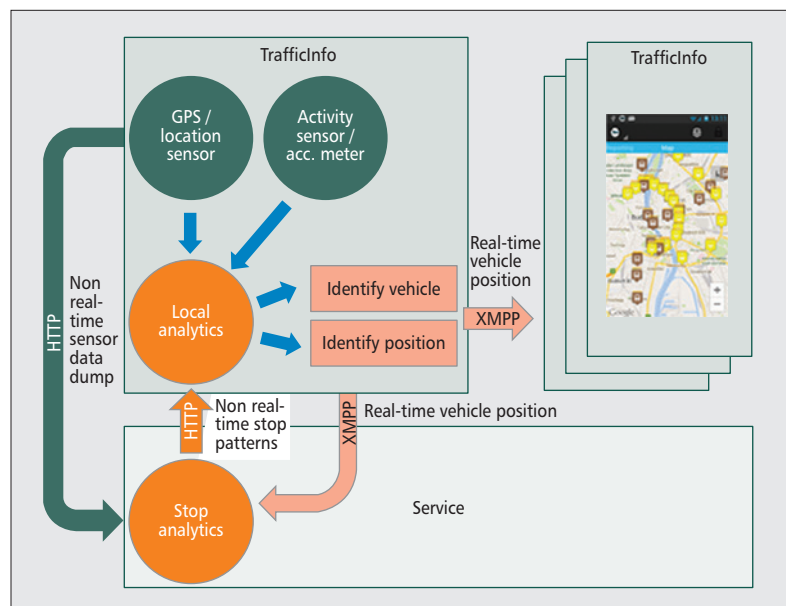 TrafficInfo
GPS /
location
sensor
Activity
sensor /
acc. meter
Local
analytics
Identify vehicle
Identify position
Real-time
vehicle
position
XMPP
TrafficInfo
Map
Google
HTTP
Non
real-
time
sensor
data
dump
HTTP
Non real-
time stop
patterns
XMPP
Real-time vehicle position
Stop
analytics
Service